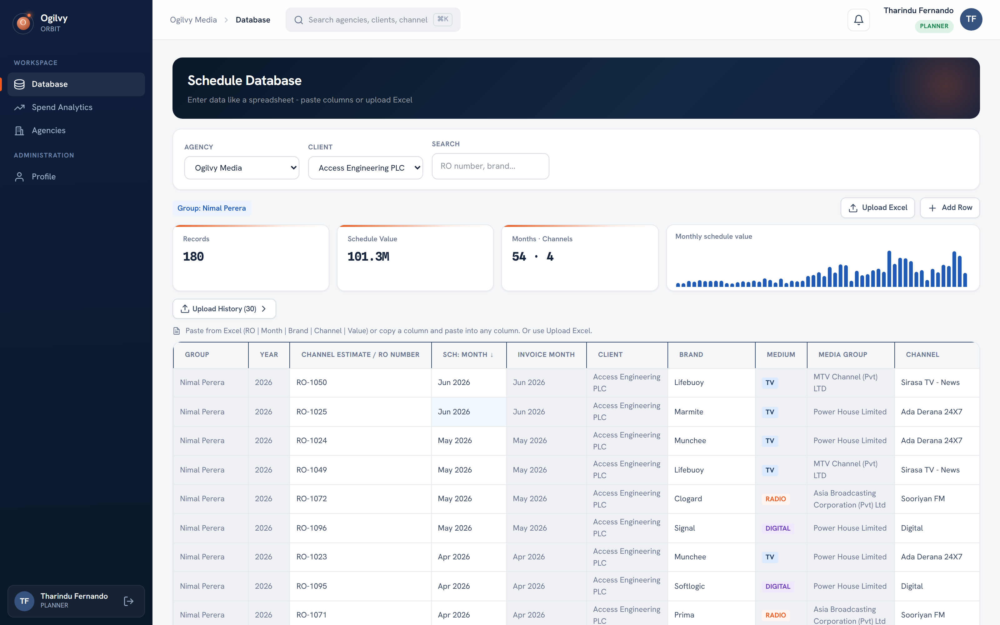 O
Ogilvy
ORBIT
WORKSPACE
Database
Spend Analytics
Agencies
ADMINISTRATION
Profile
TF
Tharindu Fernando
PLANNER
Ogilvy Media > Database
Search agencies, clients, channel
⌘K
Tharindu Fernando
PLANNER
TF
Schedule Database
Enter data like a spreadsheet - paste columns or upload Excel
AGENCY
Ogilvy Media
CLIENT
Access Engineering PLC
SEARCH
RO number, brand...
Group: Nimal Perera
Upload Excel
+ Add Row
Records
180
Schedule Value
101.3M
Months · Channels
54 · 4
Monthly schedule value
Upload History (30) >
Paste from Excel (RO | Month | Brand | Channel | Value) or copy a column and paste into any column. Or use Upload Excel.
GROUP YEAR CHANNEL ESTIMATE / RO NUMBER SCH: MONTH ↓ INVOICE MONTH CLIENT BRAND MEDIUM MEDIA GROUP CHANNEL
Nimal Perera 2026 RO-1050 Jun 2026 Jun 2026 Access Engineering PLC Lifebuoy TV MTV Channel (Pvt) LTD Sirasa TV - News
Nimal Perera 2026 RO-1025 Jun 2026 Jun 2026 Access Engineering PLC Marmite TV Power House Limited Ada Derana 24X7
Nimal Perera 2026 RO-1024 May 2026 May 2026 Access Engineering PLC Munchee TV Power House Limited Ada Derana 24X7
Nimal Perera 2026 RO-1049 May 2026 May 2026 Access Engineering PLC Lifebuoy TV MTV Channel (Pvt) LTD Sirasa TV - News
Nimal Perera 2026 RO-1072 May 2026 May 2026 Access Engineering PLC Clogard RADIO Asia Broadcasting Corporation (Pvt) Ltd Sooriyan FM
Nimal Perera 2026 RO-1096 May 2026 May 2026 Access Engineering PLC Signal DIGITAL Power House Limited Digital
Nimal Perera 2026 RO-1023 Apr 2026 Apr 2026 Access Engineering PLC Munchee TV Power House Limited Ada Derana 24X7
Nimal Perera 2026 RO-1095 Apr 2026 Apr 2026 Access Engineering PLC Softlogic DIGITAL Power House Limited Digital
Nimal Perera 2026 RO-1071 Apr 2026 Apr 2026 Access Engineering PLC Prima RADIO Asia Broadcasting Corporation (Pvt) Ltd Sooriyan FM